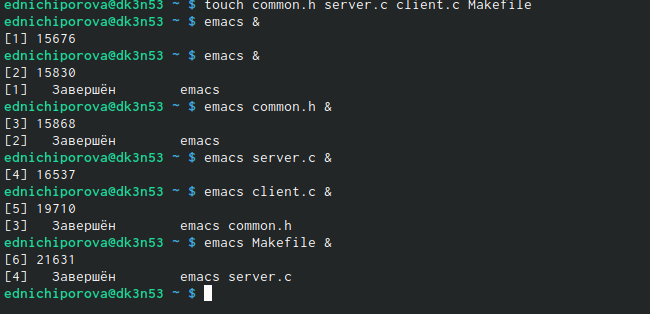 ednichiporova@dk3n53 ~ $ touch common.h server.c client.c Makefile
ednichiporova@dk3n53 ~ $ emacs &
[1] 15676
ednichiporova@dk3n53 ~ $ emacs &
[2] 15830
[1]   Завершён        emacs
ednichiporova@dk3n53 ~ $ emacs common.h &
[3] 15868
[2]   Завершён        emacs
ednichiporova@dk3n53 ~ $ emacs server.c &
[4] 16537
ednichiporova@dk3n53 ~ $ emacs client.c &
[5] 19710
[3]   Завершён        emacs common.h
ednichiporova@dk3n53 ~ $ emacs Makefile &
[6] 21631
[4]   Завершён        emacs server.c
ednichiporova@dk3n53 ~ $